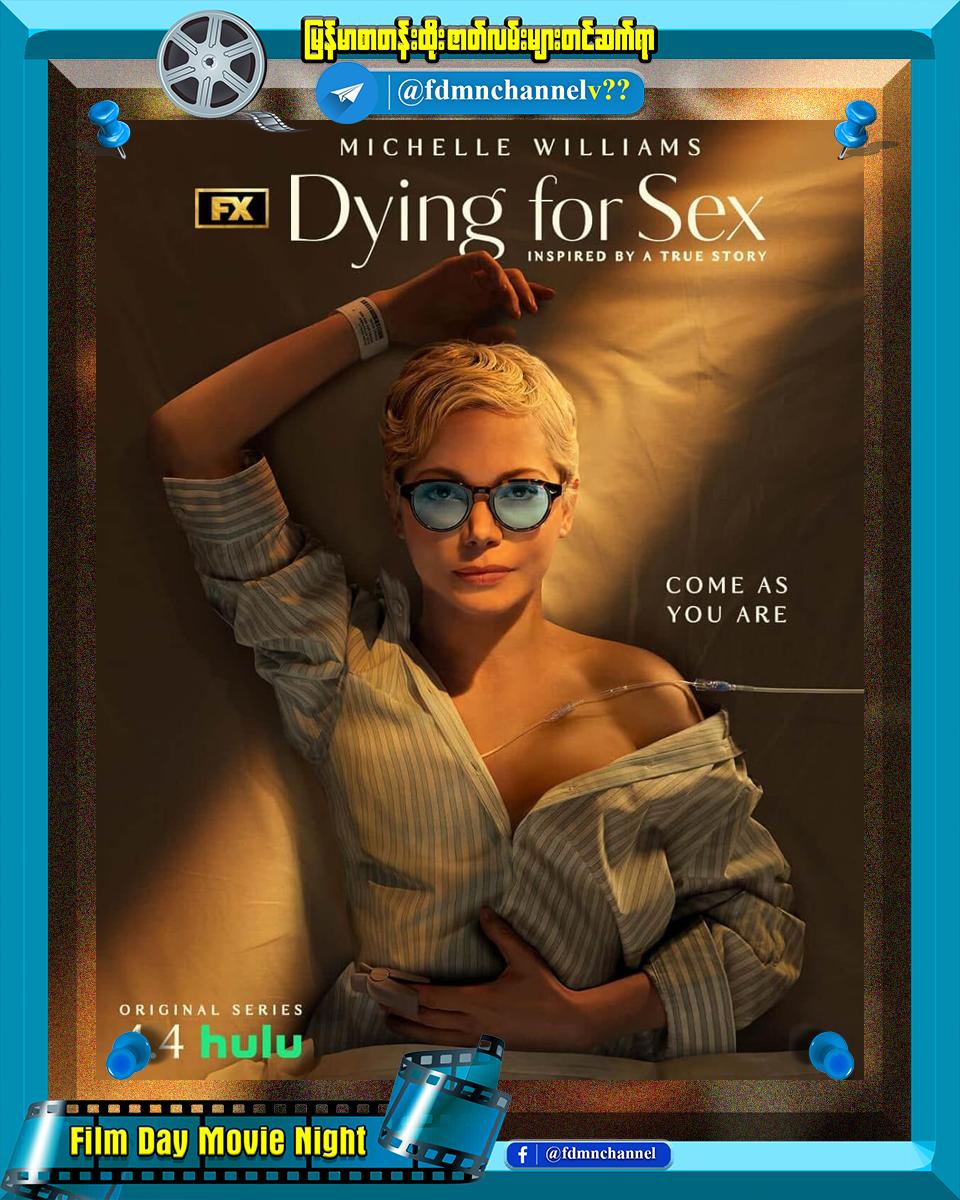 မြန်မာစာတန်းထိုးဇာတ်လမ်းများတင်ဆက်ရာ
@fdmnchannelv??
MICHELLE WILLIAMS
FX Dying for Sex
INSPIRED BY A TRUE STORY
COME AS
YOU ARE
ORIGINAL SERIES
4 hulu
Film Day Movie Night
f @fdmnchannel